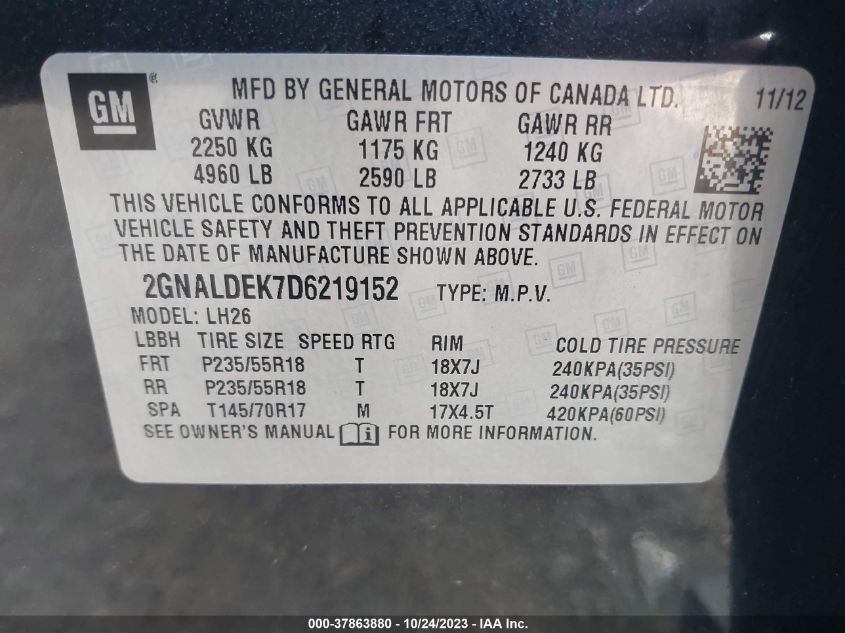 GM ®
MFD BY GENERAL MOTORS OF CANADA LTD. 11/12
GVWR GAWR FRT GAWR RR
2250 KG 1175 KG 1240 KG
4960 LB 2590 LB 2733 LB
THIS VEHICLE CONFORMS TO ALL APPLICABLE U.S. FEDERAL MOTOR
VEHICLE SAFETY AND THEFT PREVENTION STANDARDS IN EFFECT ON
THE DATE OF MANUFACTURE SHOWN ABOVE.
2GNALDEK7D6219152 TYPE: M.P.V.
MODEL: LH26
LBBH TIRE SIZE SPEED RTG RIM COLD TIRE PRESSURE
FRT P235/55R18 T 18X7J 240KPA(35PSI)
RR P235/55R18 T 18X7J 240KPA(35PSI)
SPA T145/70R17 M 17X4.5T 420KPA(60PSI)
SEE OWNER'S MANUAL i FOR MORE INFORMATION.
000-37863880 - 10/24/2023 - IAA Inc.